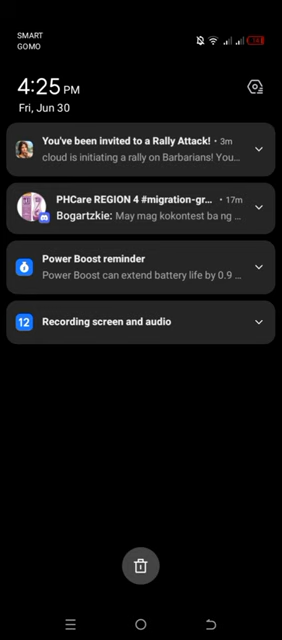 SMART
GOMO
4:25 PM
Fri, Jun 30
You've been invited to a Rally Attack! • 3m
cloud is initiating a rally on Barbarians! You...
PHCare REGION 4 #migration-gr... • 17m
Bogartzkie: May mag kokontest ba ng ...
Power Boost reminder
Power Boost can extend battery life by 0.9 ...
12
Recording screen and audio